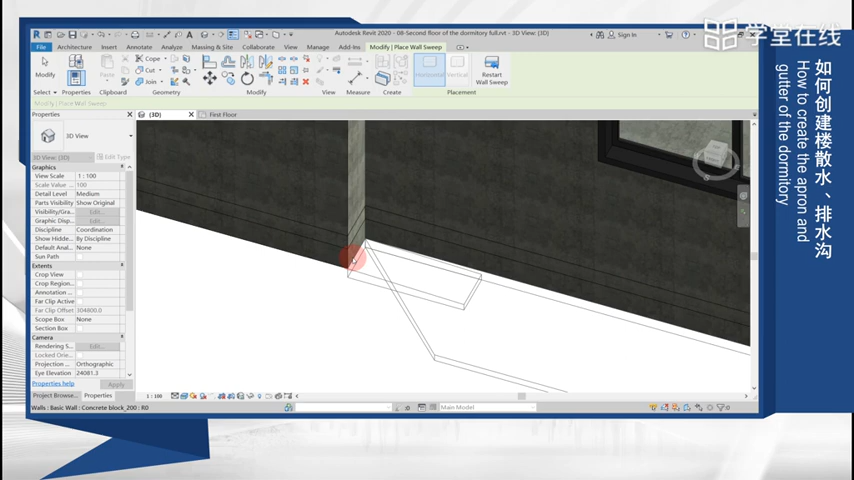 Autodesk Revit 2020 - 08-Second floor of the dormitory full.rvt - 3D View: {3D}
Sign In
File Architecture Insert Annotate Analyze Massing & Site Collaborate View Manage Add-Ins Modify | Place Wall Sweep
Modify
Properties
Paste
Cope
Cut
Join
Horizontal
Vertical
Restart
Wall Sweep
Select Properties Clipboard Geometry Modify Measure Create Placement
Modify | Place Wall Sweep
Properties
{3D}
First Floor
3D View
3D View: {3D}
Edit Type
Graphics
View Scale 1 : 100
Scale Value 100
Detail Level Medium
Parts Visibility Show Original
Visibility/Gra... Edit...
Graphic Disp... Edit...
Discipline Coordination
Show Hidde... By Discipline
Default Anal... None
Sun Path
Extents
Crop View
Crop Region...
Annotation ...
Far Clip Active
Far Clip Offset 304800.0
Scope Box None
Section Box
Camera
Rendering S... Edit...
Locked Orie...
Projection ... Orthographic
Eye Elevation 24081.3
Properties help
Apply
Project Browse... Properties
1 : 100
Walls : Basic Wall : Concrete block_200 : R0
Main Model
学堂在线
如何创建楼散水、排水沟
How to create the apron and
gutter of the dormitory